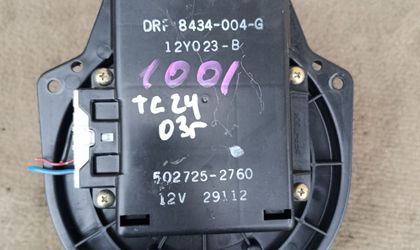 DRF 8434-004-G
12Y023-B
1001
TC24
03г
502725-2760
12V 29112